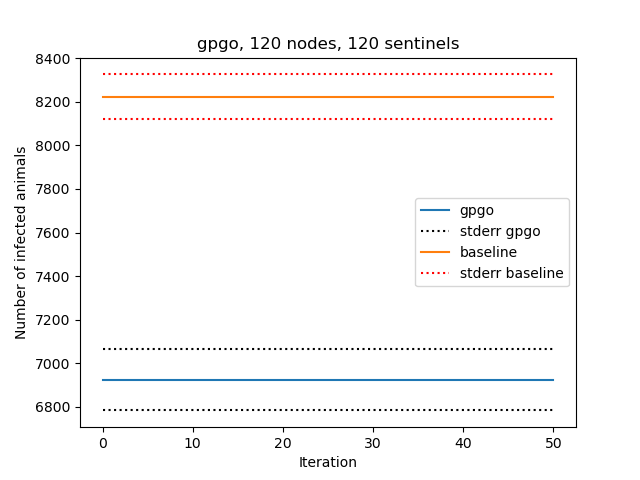 gpgo, 120 nodes, 120 sentinels
8400
8200
8000
7800
7600
7400
7200
7000
6800
Number of infected animals
gpgo
stderr gpgo
baseline
stderr baseline
0 10 20 30 40 50
Iteration